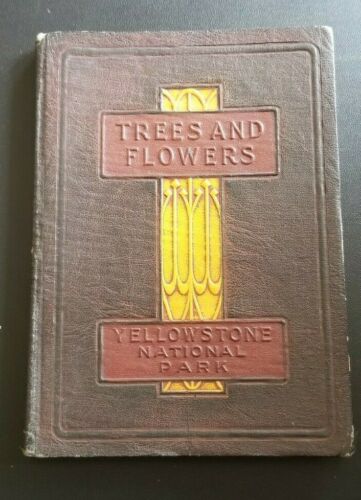 TREES AND
FLOWERS
YELLOWSTONE
NATIONAL
PARK